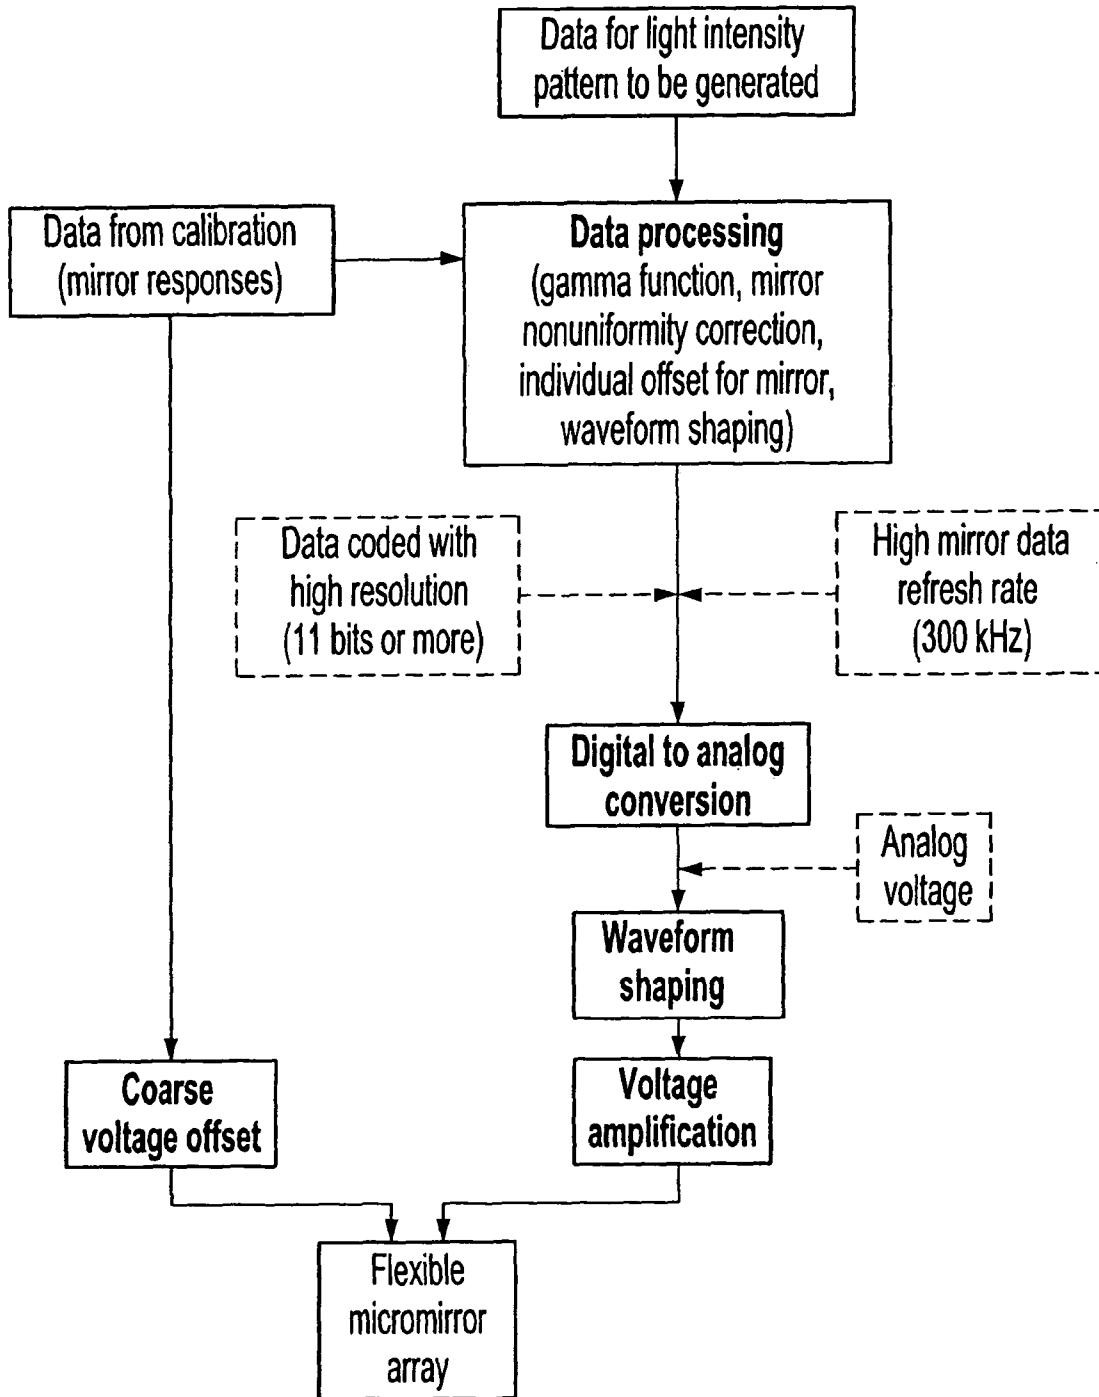 Data for light intensity
pattern to be generated
Data from calibration
(mirror responses)
Data processing
(gamma function, mirror
nonuniformity correction,
individual offset for mirror,
waveform shaping)
Data coded with
high resolution
(11 bits or more)
High mirror data
refresh rate
(300 kHz)
Digital to analog
conversion
Analog
voltage
Waveform
shaping
Coarse
voltage offset
Voltage
amplification
Flexible
micromirror
array